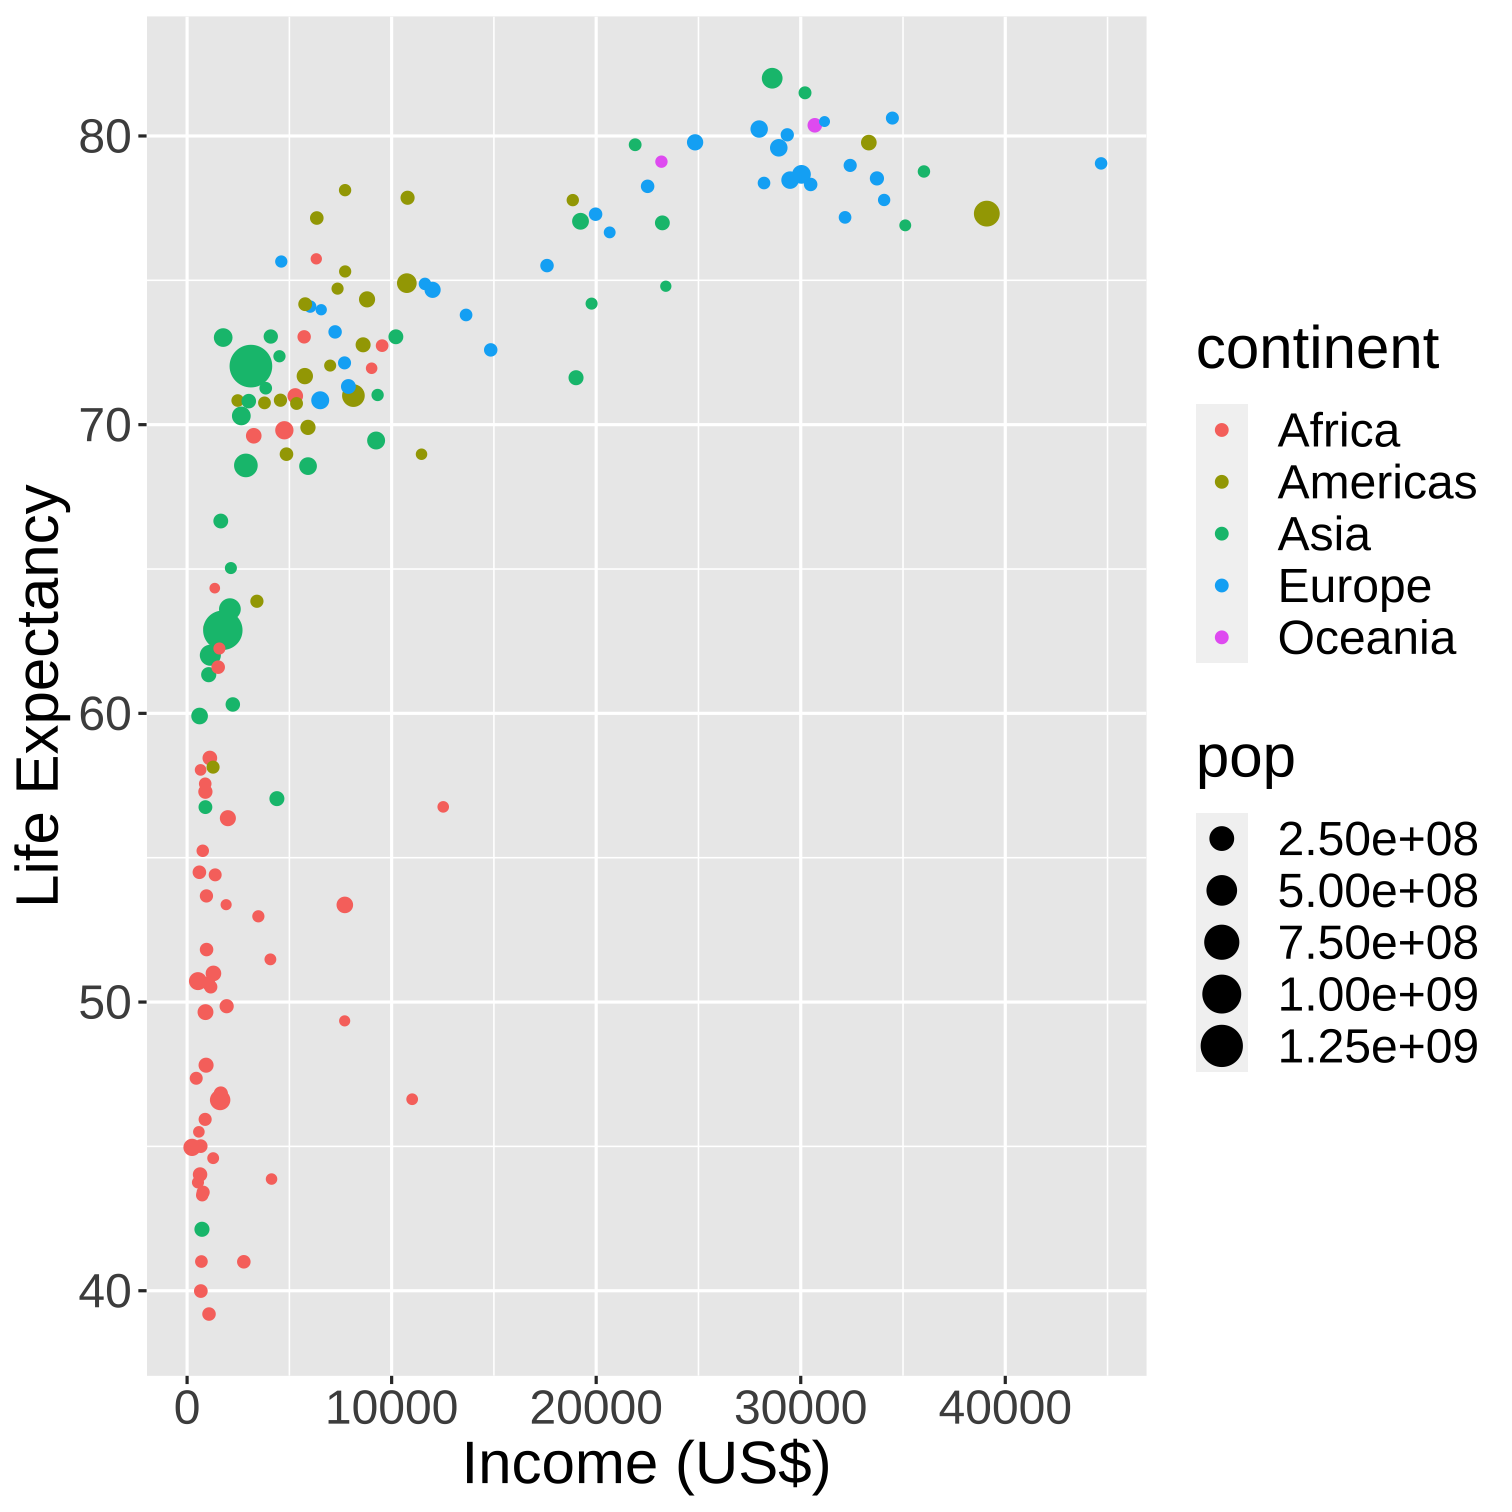 80
70
60
50
40
Life Expectancy
0 10000 20000 30000 40000
Income (US$)
continent
Africa
Americas
Asia
Europe
Oceania
pop
2.50e+08
5.00e+08
7.50e+08
1.00e+09
1.25e+09